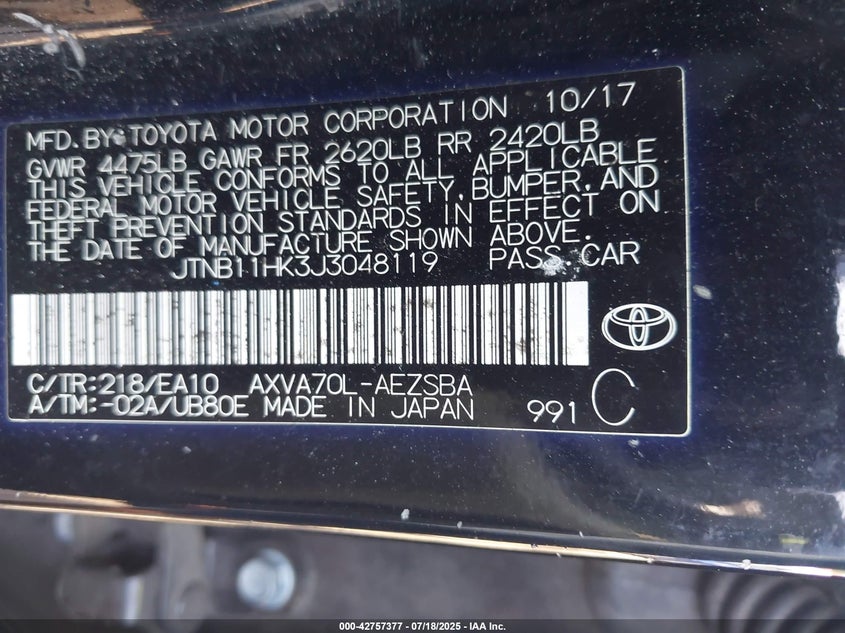 MFD.BY:TOYOTA MOTOR CORPORATION 10/17
GVWR 4475LB GAWR FR 2620LB RR 2420LB
THIS VEHICLE CONFORMS TO ALL APPLICABLE
FEDERAL MOTOR VEHICLE SAFETY,BUMPER,AND
THEFT PREVENTION STANDARDS IN EFFECT ON
THE DATE OF MANUFACTURE SHOWN ABOVE.
JTNB11HK3J3048119 PASS.CAR
C/TR:218/EA10 AXVA70L-AEZSBA
A/TM:-02A/UB80E MADE IN JAPAN 991 C
000-42757377 - 07/18/2025 - IAA Inc.